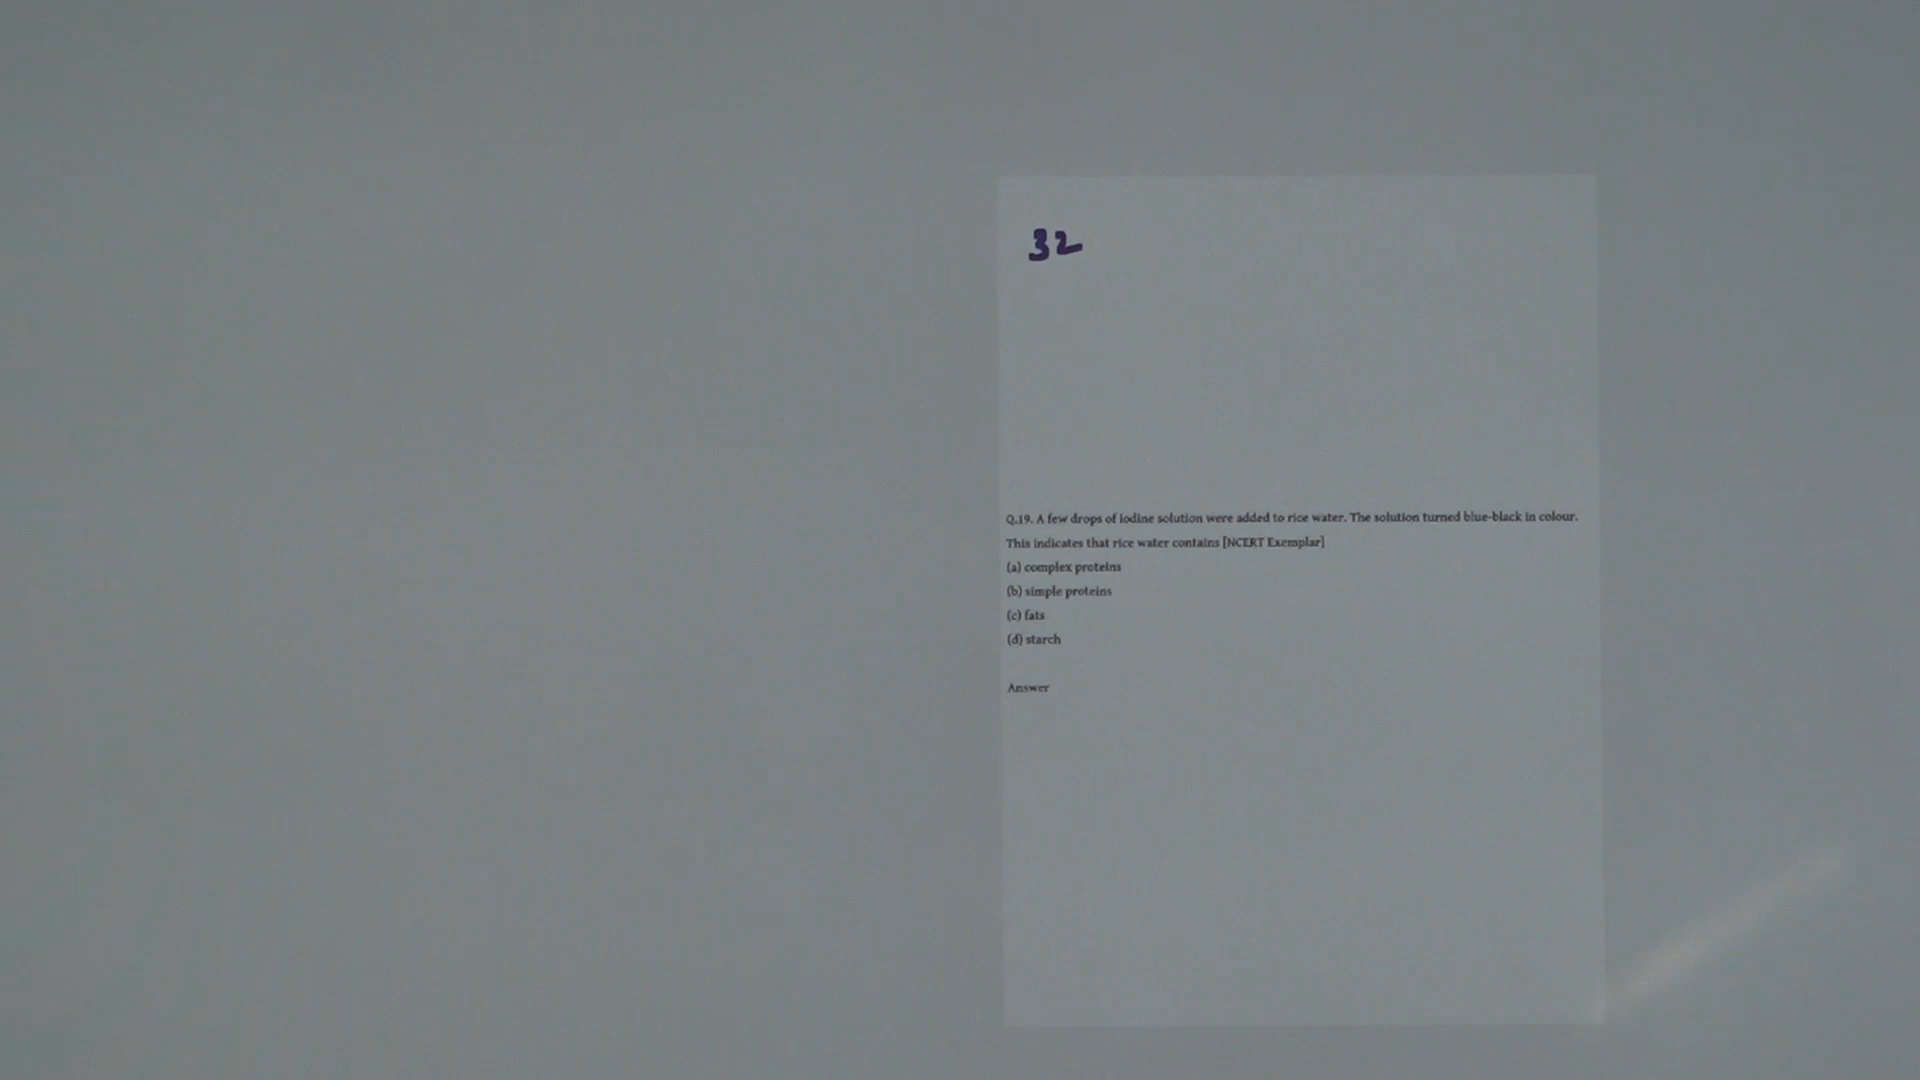 32
Q.19. A few drops of iodine solution were added to rice water. The solution turned blue-black in colour.
This indicates that rice water contains [NCERT Exemplar]
(a) complex proteins
(b) simple proteins
(c) fats
(d) starch
Answer